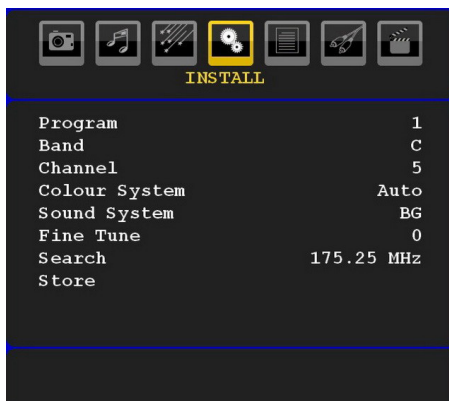 INSTALL
Program 1
Band C
Channel 5
Colour System Auto
Sound System BG
Fine Tune 0
Search 175.25 MHz
Store